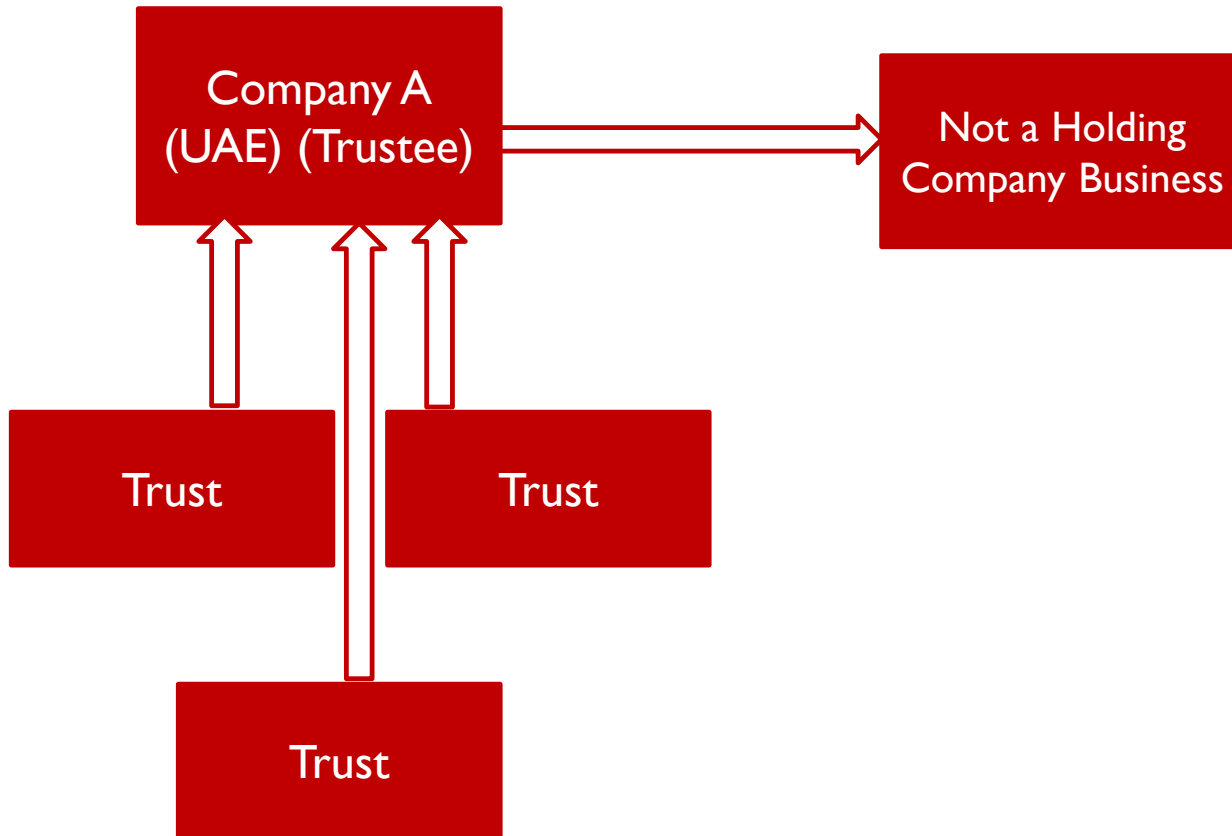 Company A
(UAE) (Trustee)
Not a Holding
Company Business
Trust
Trust
Trust